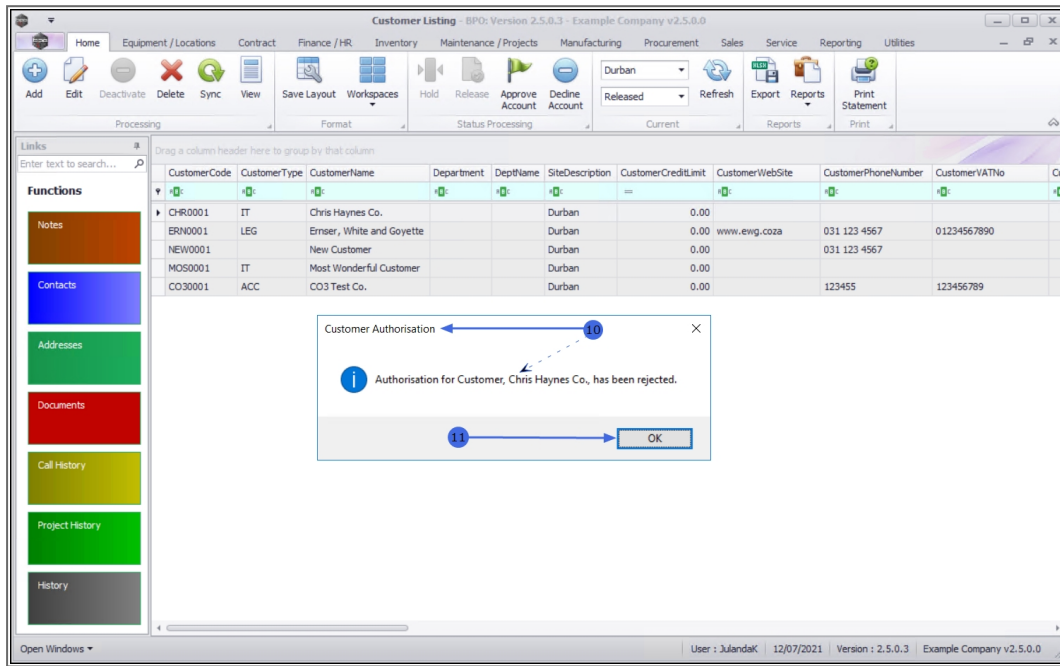 Customer Listing - BPO: Version 2.5.0.3 - Example Company v2.5.0.0
Home Equipment / Locations Contract Finance / HR Inventory Maintenance / Projects Manufacturing Procurement Sales Service Reporting Utilities
Add Edit Deactivate Delete Sync View Save Layout Workspaces Hold Release Approve Account Decline Account Durban Released Refresh Export Reports Print Statement
Processing Format Status Processing Current Reports Print
Links
Enter text to search...
Drag a column header here to group by that column
Functions
CustomerCode CustomerType CustomerName Department DeptName SiteDescription CustomerCreditLimit CustomerWebSite CustomerPhoneNumber CustomerVATNo
CHR0001 IT Chris Haynes Co. Durban 0.00
ERN0001 LEG Ernser, White and Goyette Durban 0.00 www.ewg.coza 031 123 4567 01234567890
NEW0001 New Customer Durban 0.00 031 123 4567
MOS0001 IT Most Wonderful Customer Durban 0.00
CO30001 ACC CO3 Test Co. Durban 0.00 123455 123456789
Notes
Contacts
Addresses
Documents
Call History
Project History
History
Customer Authorisation 10
Authorisation for Customer, Chris Haynes Co., has been rejected.
11 OK
Open Windows User : JulandaK 12/07/2021 Version : 2.5.0.3 Example Company v2.5.0.0